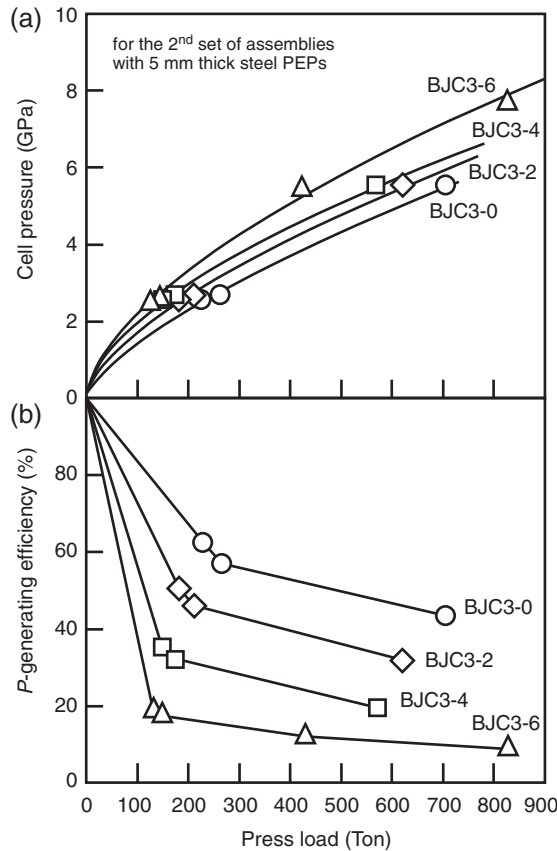 (a)
10
for the 2nd set of assemblies
with 5 mm thick steel PEPs
BJC3-6
8
BJC3-4
6
BJC3-2
BJC3-0
4
2
0
Cell pressure (GPa)
(b)
80
60
BJC3-0
40
BJC3-2
20
BJC3-4
BJC3-6
0
P-generating efficiency (%)
0 100 200 300 400 500 600 700 800 900
Press load (Ton)